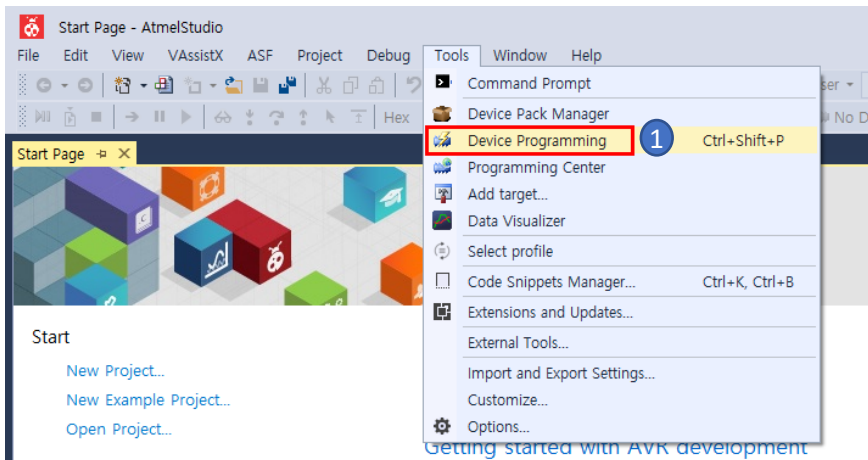 Start Page - AtmelStudio
File Edit View VAssistX ASF Project Debug Tools Window Help
Hex
Start Page
Command Prompt
Device Pack Manager
Device Programming 1 Ctrl+Shift+P
Programming Center
Add target...
Data Visualizer
Select profile
Code Snippets Manager... Ctrl+K, Ctrl+B
Extensions and Updates...
External Tools...
Import and Export Settings...
Customize...
Options...
Start
New Project...
New Example Project...
Open Project...
Getting started with AVR development